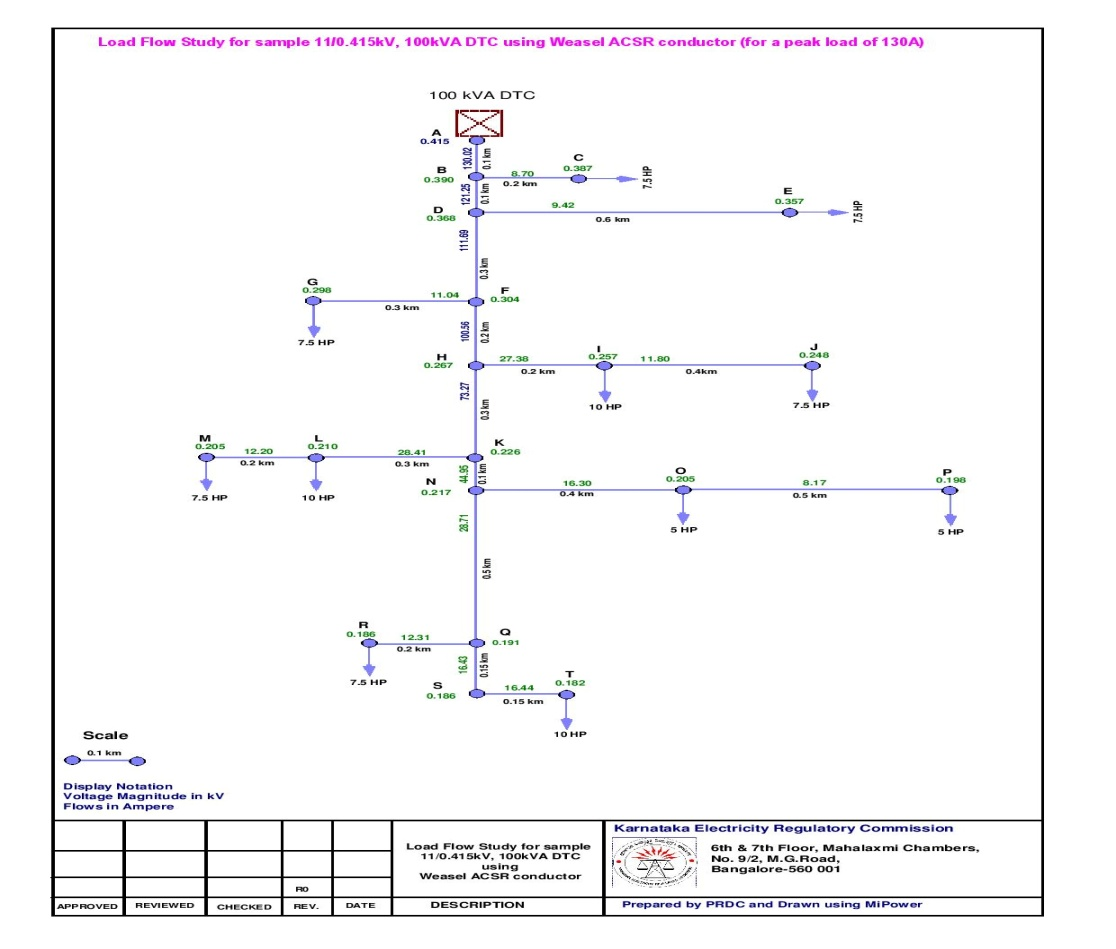 Load Flow Study for sample 11/0.415kV, 100kVA DTC using Weasel ACSR conductor (for a peak load of 130A)
100 kVA DTC
A
0.415
130.02
0.1 km
B
0.390
8.70
0.2 km
C
0.387
7.5 HP
121.25
0.1 km
D
0.368
9.42
0.6 km
E
0.357
7.5 HP
111.69
0.3 km
G
0.298
11.04
0.3 km
F
0.304
7.5 HP
100.56
0.2 km
H
0.267
27.38
0.2 km
I
0.257
11.80
0.4km
J
0.248
10 HP
7.5 HP
73.27
0.3 km
M
0.205
12.20
0.2 km
L
0.210
28.41
0.3 km
K
0.226
7.5 HP
10 HP
44.95
0.1 km
N
0.217
16.30
0.4 km
O
0.205
8.17
0.5 km
P
0.198
5 HP
5 HP
28.71
0.5 km
R
0.186
12.31
0.2 km
Q
0.191
7.5 HP
16.43
0.15 km
S
0.186
16.44
0.15 km
T
0.182
10 HP
Scale
0.1 km
Display Notation
Voltage Magnitude in kV
Flows in Ampere
Load Flow Study for sample
11/0.415kV, 100kVA DTC
using
Weasel ACSR conductor
Karnataka Electricity Regulatory Commission
6th & 7th Floor, Mahalaxmi Chambers,
No. 9/2, M.G.Road,
Bangalore-560 001
R0
APPROVED REVIEWED CHECKED REV. DATE DESCRIPTION Prepared by PRDC and Drawn using MiPower